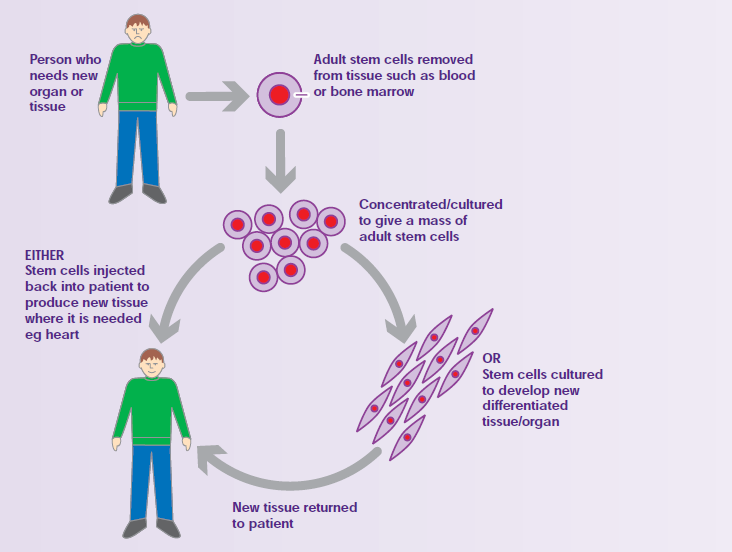 Person who
needs new
organ or
tissue
Adult stem cells removed
from tissue such as blood
or bone marrow
Concentrated/cultured
to give a mass of
adult stem cells
EITHER
Stem cells injected
back into patient to
produce new tissue
where it is needed
eg heart
OR
Stem cells cultured
to develop new
differentiated
tissue/organ
New tissue returned
to patient